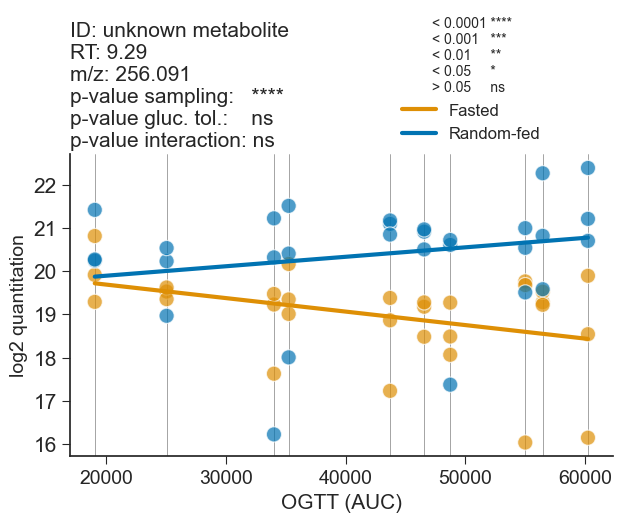 ID: unknown metabolite
RT: 9.29
m/z: 256.091
p-value sampling: ****
p-value gluc. tol.: ns
p-value interaction: ns
< 0.0001 ****
< 0.001 ***
< 0.01 **
< 0.05 *
> 0.05 ns
Fasted
Random-fed
log2 quantitation
22
21
20
19
18
17
16
20000 30000 40000 50000 60000
OGTT (AUC)